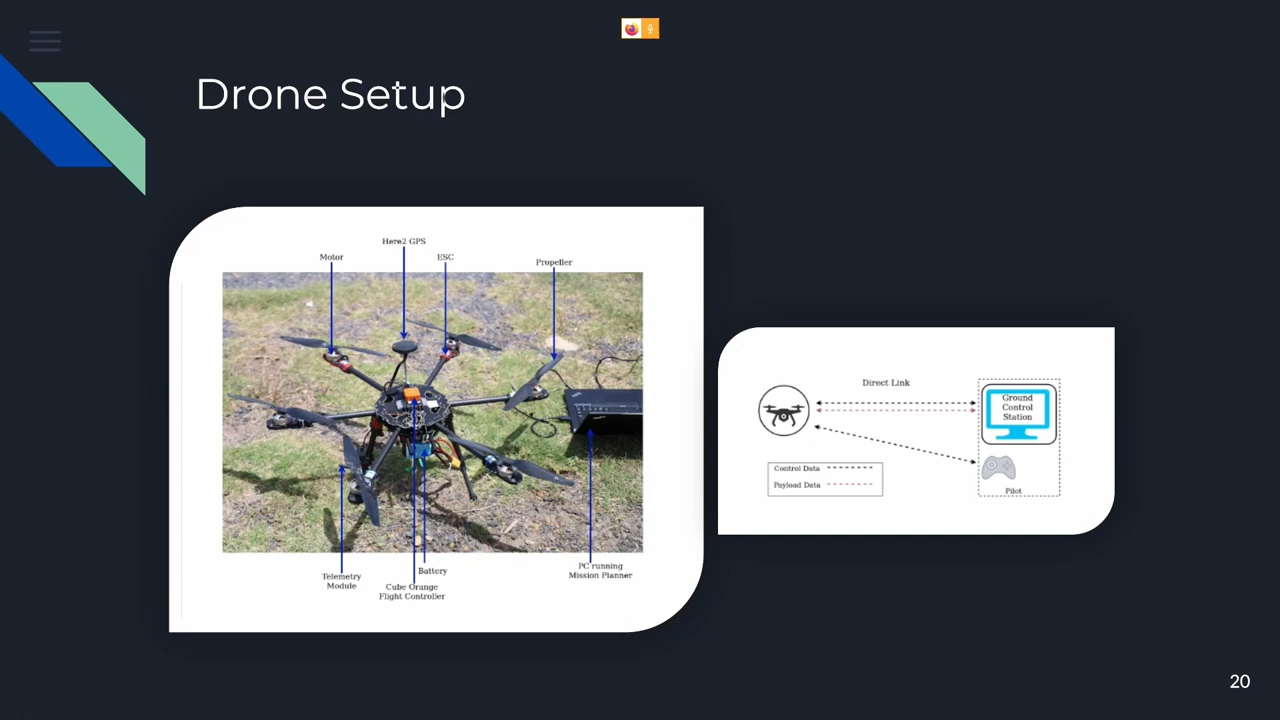 Drone Setup
Here2 GPS
Motor
ESC
Propeller
Telemetry
Module
Battery
Cube Orange
Flight Controller
PC running
Mission Planner
Direct Link
Ground
Control
Station
Control Data
Payload Data
Pilot
20